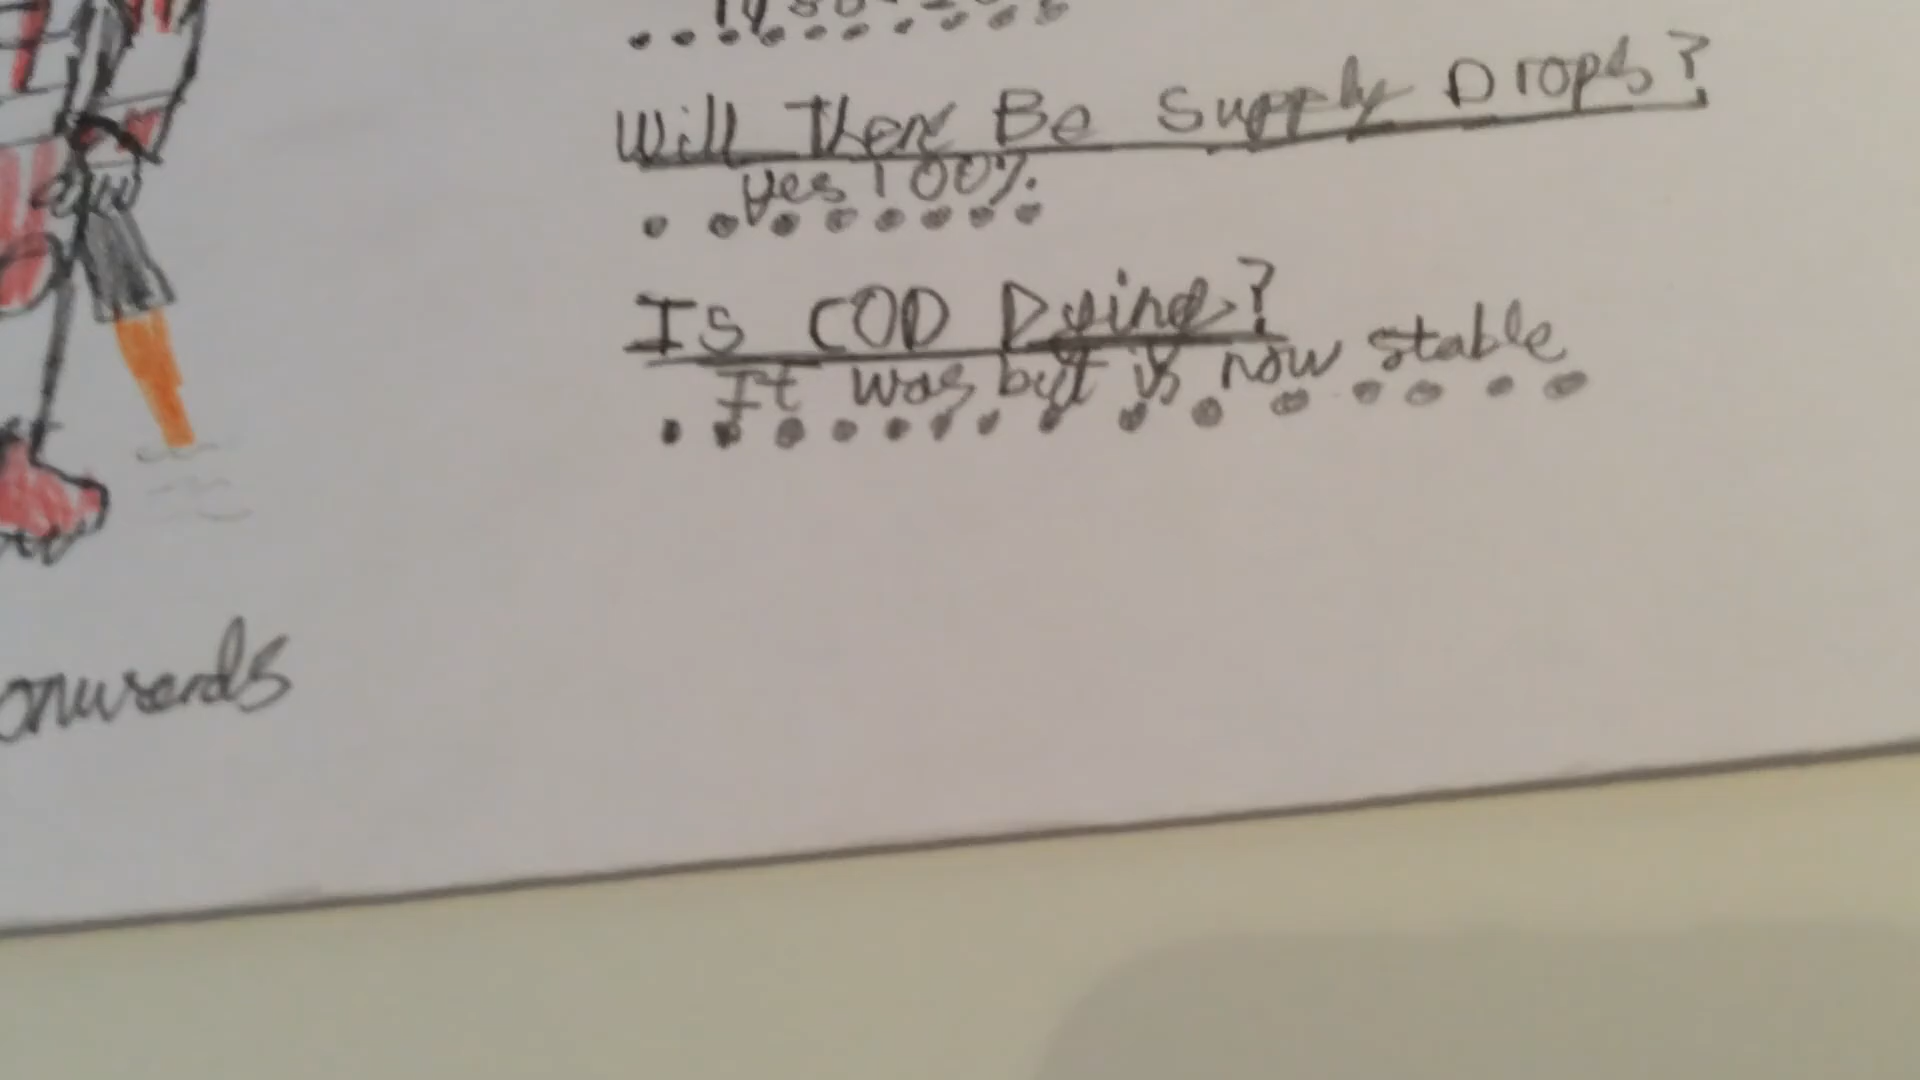 Will There Be Supply Drops?
Yes 100%
Is COD Dying?
It was but is now stable
onwards